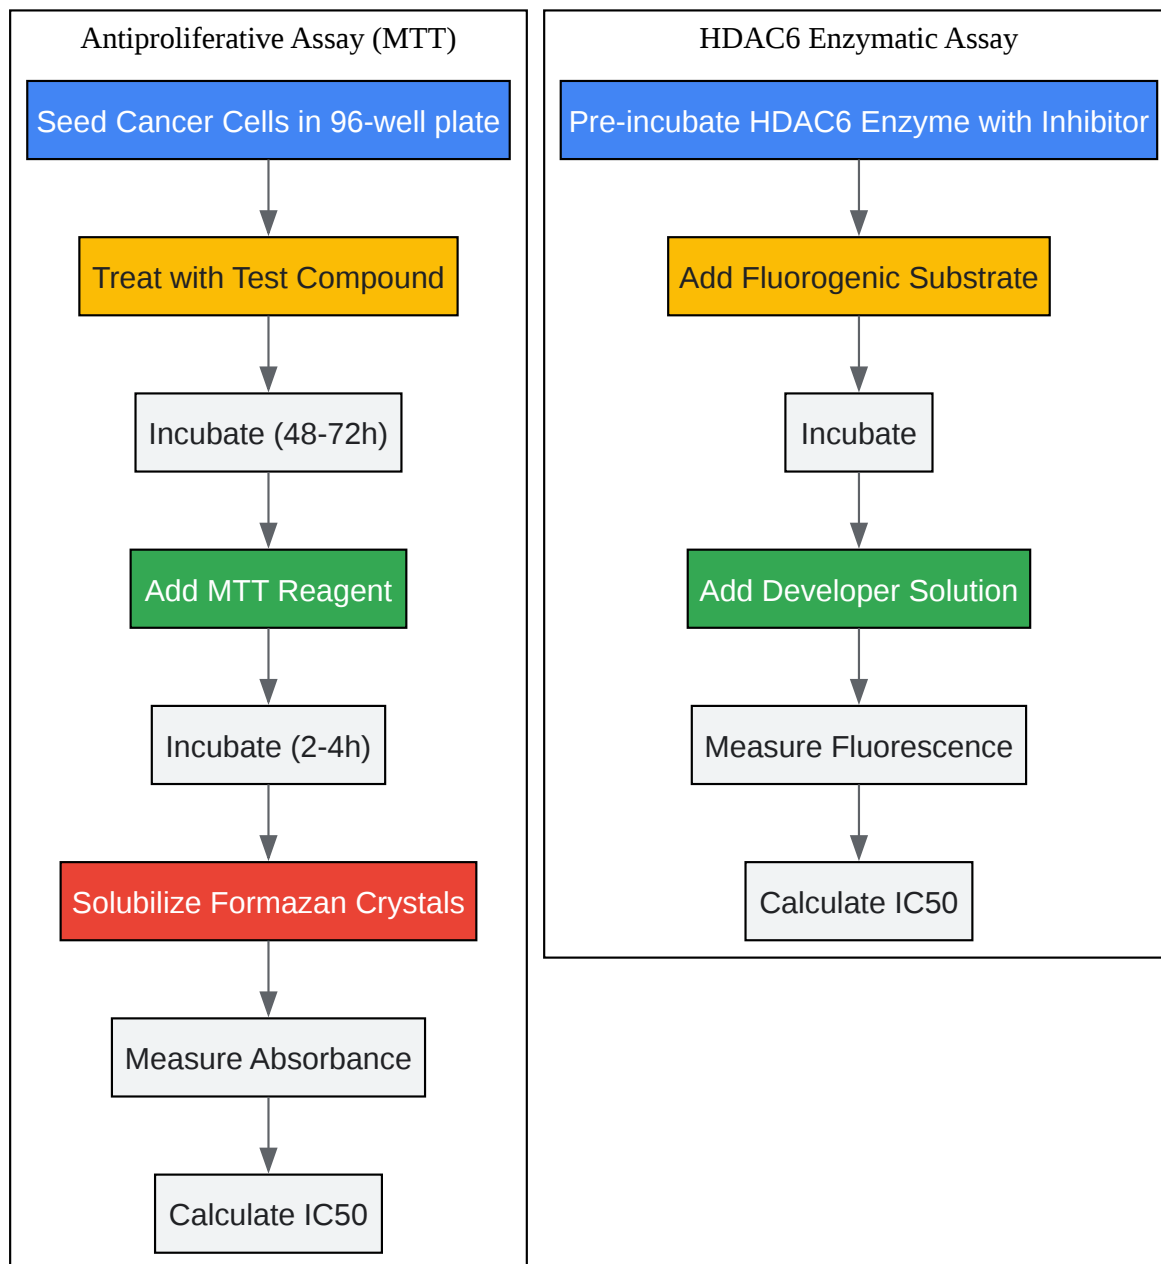 Antiproliferative Assay (MTT)
Seed Cancer Cells in 96-well plate
Treat with Test Compound
Incubate (48-72h)
Add MTT Reagent
Incubate (2-4h)
Solubilize Formazan Crystals
Measure Absorbance
Calculate IC50
HDAC6 Enzymatic Assay
Pre-incubate HDAC6 Enzyme with Inhibitor
Add Fluorogenic Substrate
Incubate
Add Developer Solution
Measure Fluorescence
Calculate IC50